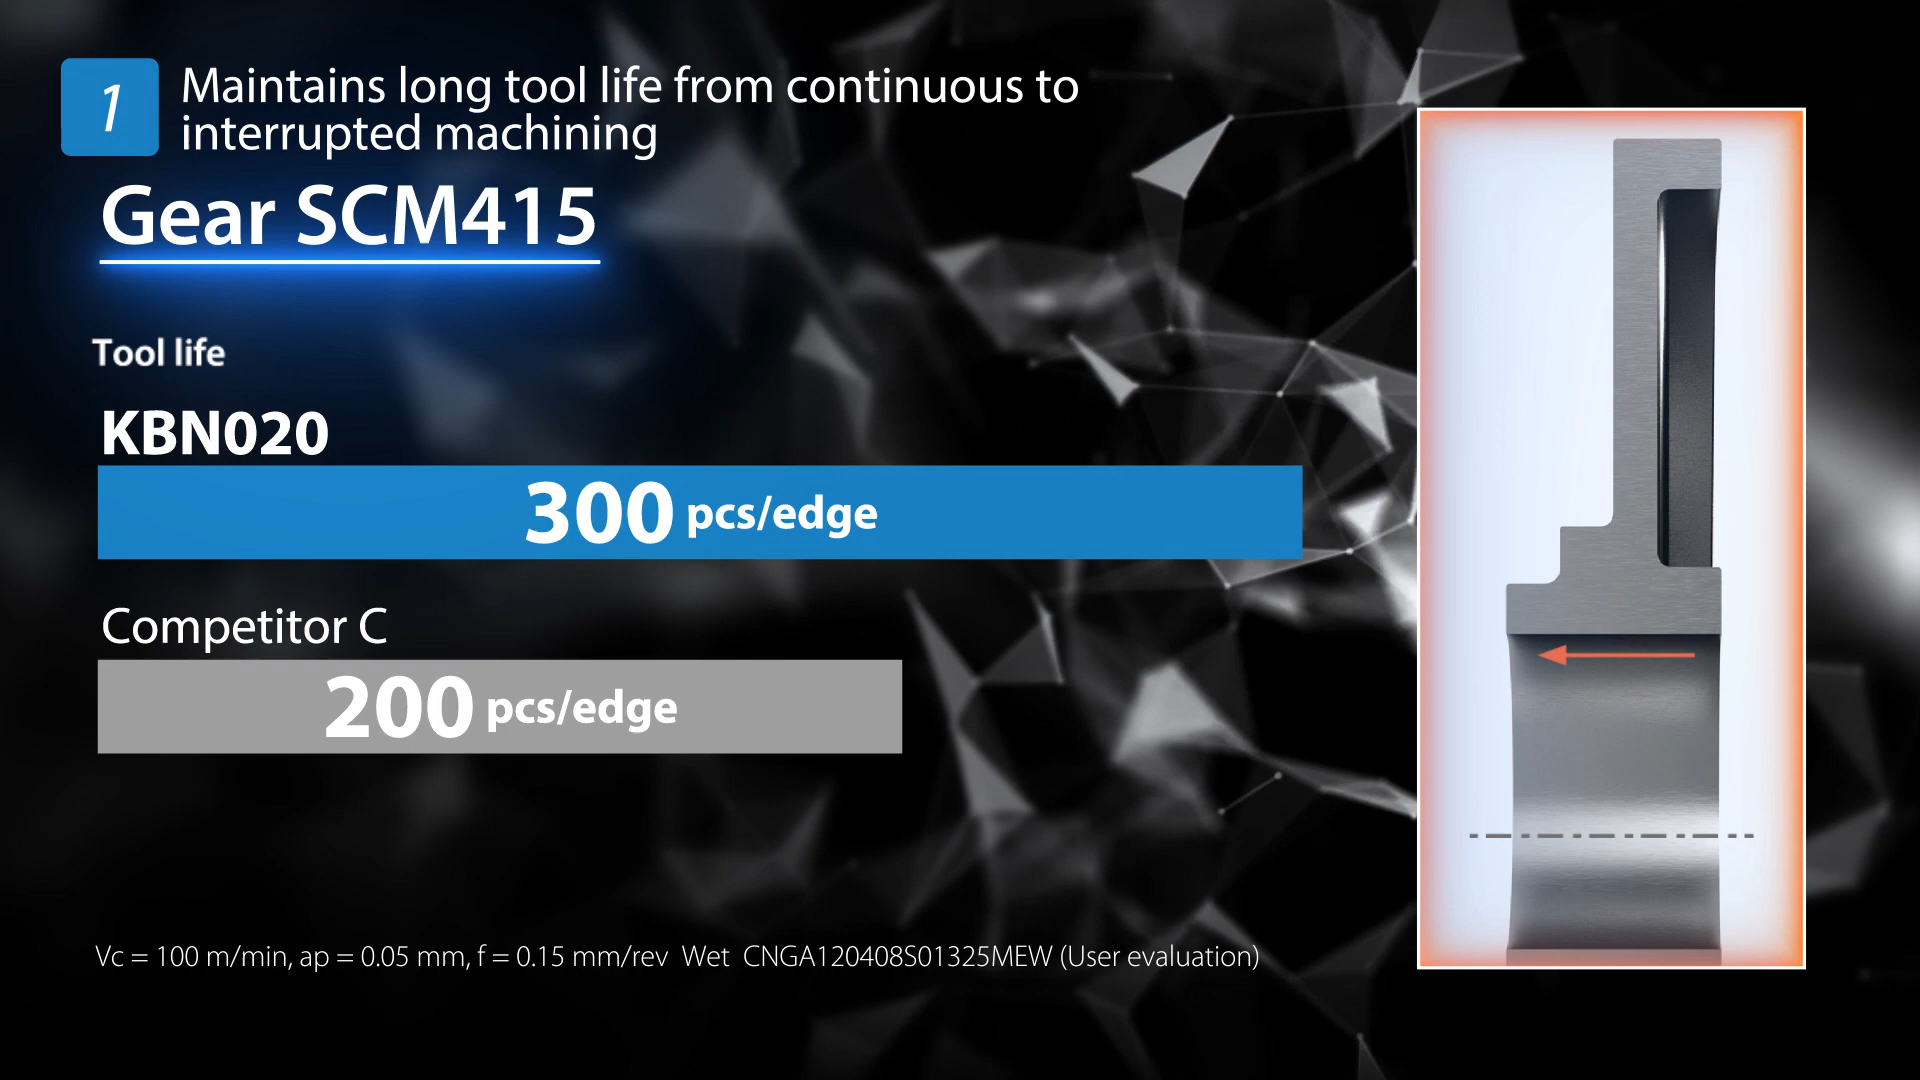 1
Maintains long tool life from continuous to
interrupted machining
Gear SCM415
Tool life
KBN020
300 pcs/edge
Competitor C
200 pcs/edge
Vc = 100 m/min, ap = 0.05 mm, f = 0.15 mm/rev  Wet  CNGA120408S01325MEW (User evaluation)